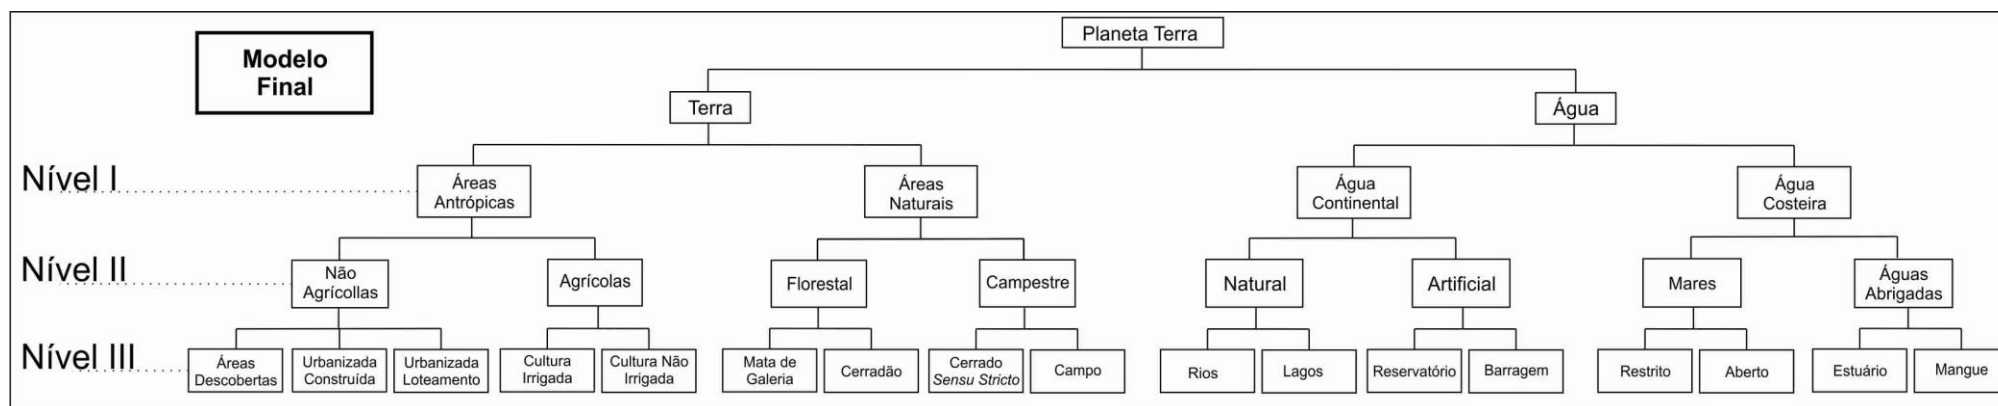 Planeta Terra
Modelo
Final
Terra
Água
Nível I
Áreas
Antrópicas
Áreas
Naturais
Água
Continental
Água
Costeira
Nível II
Não
Agrícollas
Agrícolas
Florestal
Campestre
Natural
Artificial
Mares
Águas
Abrigadas
Nível III
Áreas
Descobertas
Urbanizada
Construída
Urbanizada
Loteamento
Cultura
Irrigada
Cultura Não
Irrigada
Mata de
Galeria
Cerradão
Cerrado
Sensu Stricto
Campo
Rios
Lagos
Reservatório
Barragem
Restrito
Aberto
Estuário
Mangue